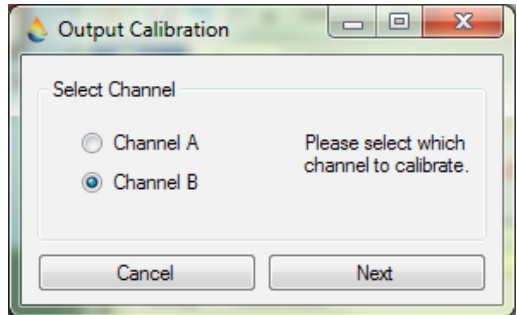 Output Calibration
Select Channel
Channel A
Channel B
Please select which
channel to calibrate.
Cancel
Next